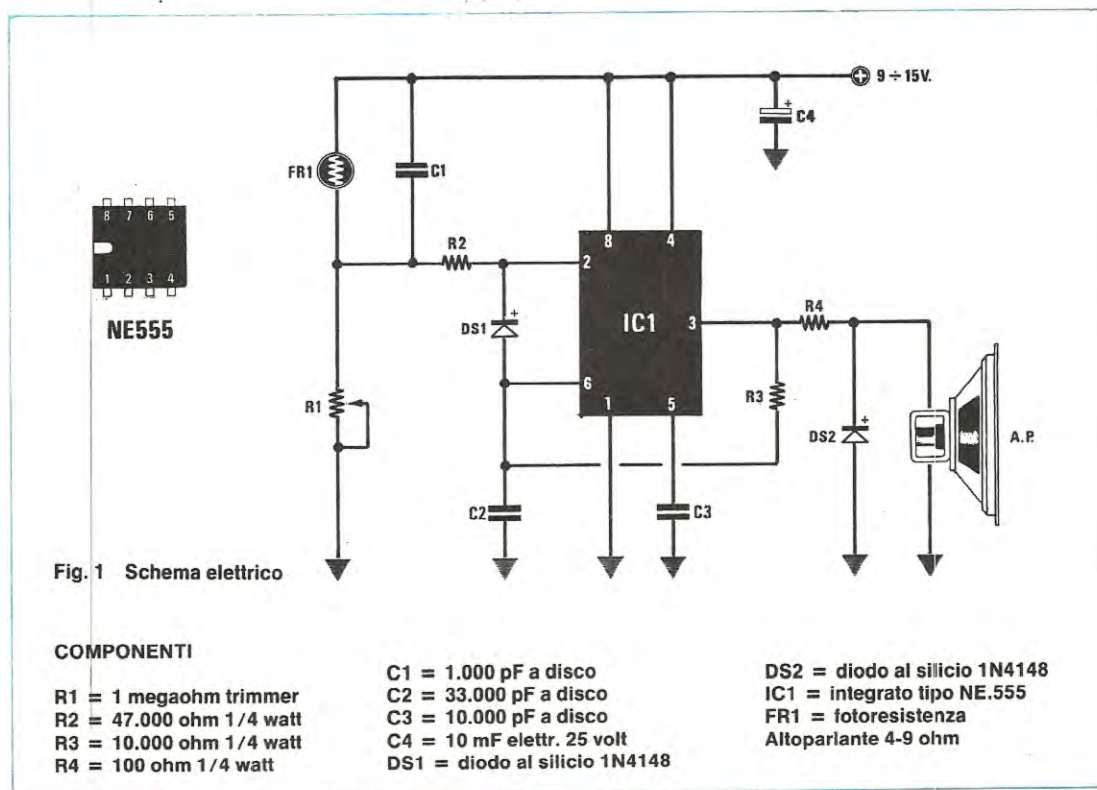 9 ÷ 15V.
C4
+
FR1
C1
8 7 6 5
1 2 3 4
NE555
R2
8 4
2
IC1
3
6
1 5
DS1
+
R4
R3
R1
DS2
+
A.P.
C2
C3
Fig. 1 Schema elettrico
COMPONENTI
R1 = 1 megaohm trimmer
R2 = 47.000 ohm 1/4 watt
R3 = 10.000 ohm 1/4 watt
R4 = 100 ohm 1/4 watt
C1 = 1.000 pF a disco
C2 = 33.000 pF a disco
C3 = 10.000 pF a disco
C4 = 10 mF elettr. 25 volt
DS1 = diodo al silicio 1N4148
DS2 = diodo al silicio 1N4148
IC1 = integrato tipo NE.555
FR1 = fotoresistenza
Altoparlante 4-9 ohm